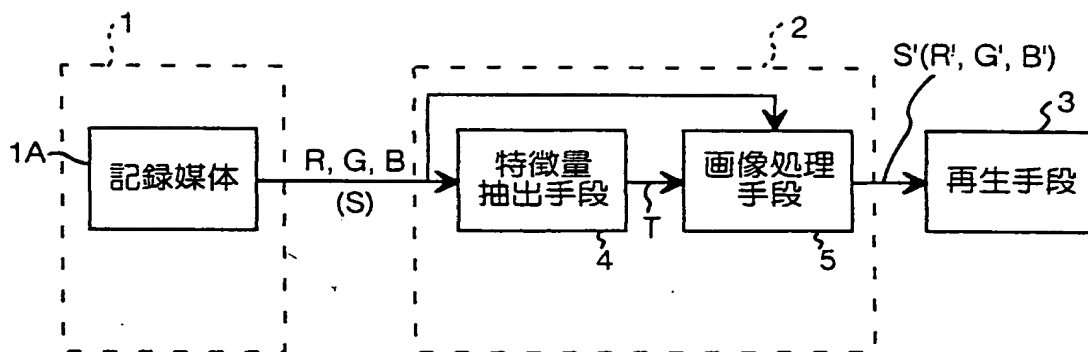 1
2
S'(R', G', B')
3
1A
記録媒体
R, G, B
(S)
特徴量
抽出手段
4
T
画像処理
手段
5
再生手段